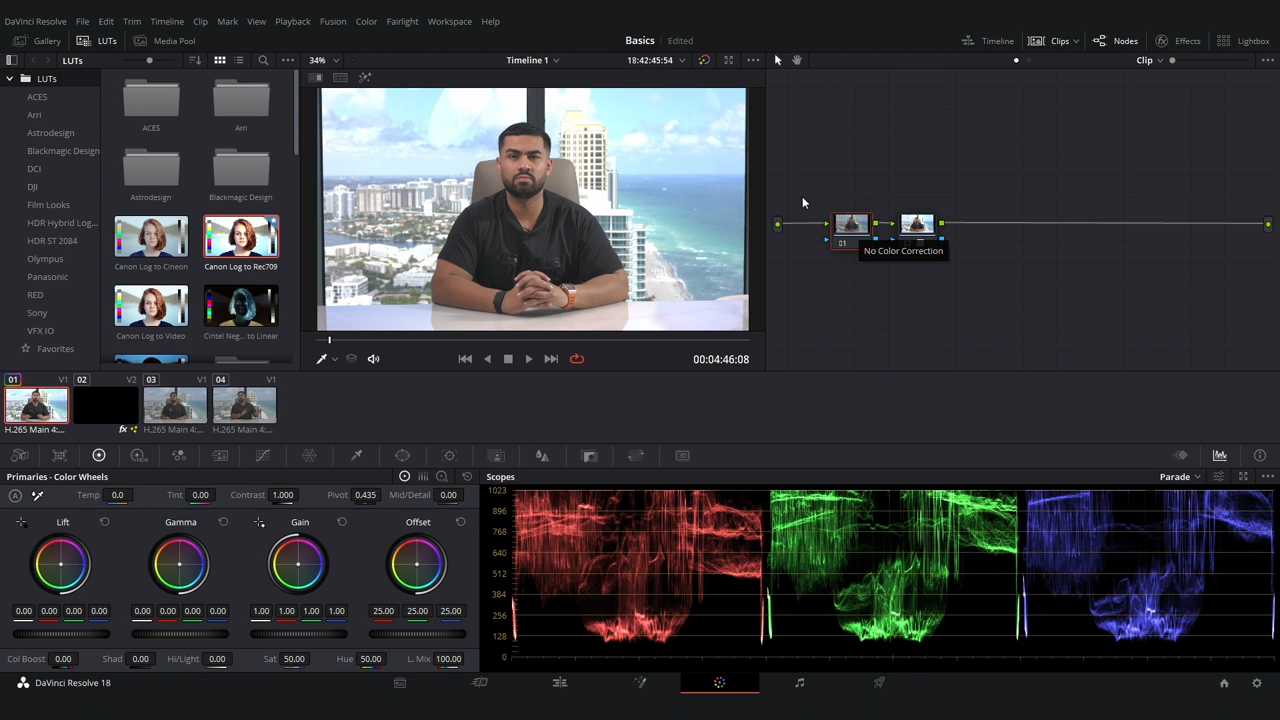 DaVinci Resolve File Edit Trim Timeline Clip Mark View Playback Fusion Color Fairlight Workspace Help
Gallery LUTs Media Pool Basics Edited Timeline Clips Nodes Effects Lightbox
LUTs 34% Timeline 1 18:42:45:54 Clip
LUTs
ACES
Arri
Astrodesign
Blackmagic Design
DCI
DJI
Film Looks
HDR Hybrid Log...
HDR ST 2084
Olympus
Panasonic
RED
Sony
VFX IO
Favorites
ACES Arri
Astrodesign Blackmagic Design
Canon Log to Cineon Canon Log to Rec709
Canon Log to Video Cintel Neg... to Linear
00:04:46:08
01
No Color Correction
01 V1 02 V2 03 V1 04 V1
H.265 Main 4:... fx H.265 Main 4:... H.265 Main 4:...
Primaries - Color Wheels
A Temp 0.0 Tint 0.00 Contrast 1.000 Pivot 0.435 Mid/Detail 0.00
Lift Gamma Gain Offset
0.00 0.00 0.00 0.00 0.00 0.00 0.00 0.00 1.00 1.00 1.00 1.00 25.00 25.00 25.00
Col Boost 0.00 Shad 0.00 Hi/Light 0.00 Sat 50.00 Hue 50.00 L. Mix 100.00
Scopes Parade
1023
896
768
640
512
384
256
128
0
DaVinci Resolve 18